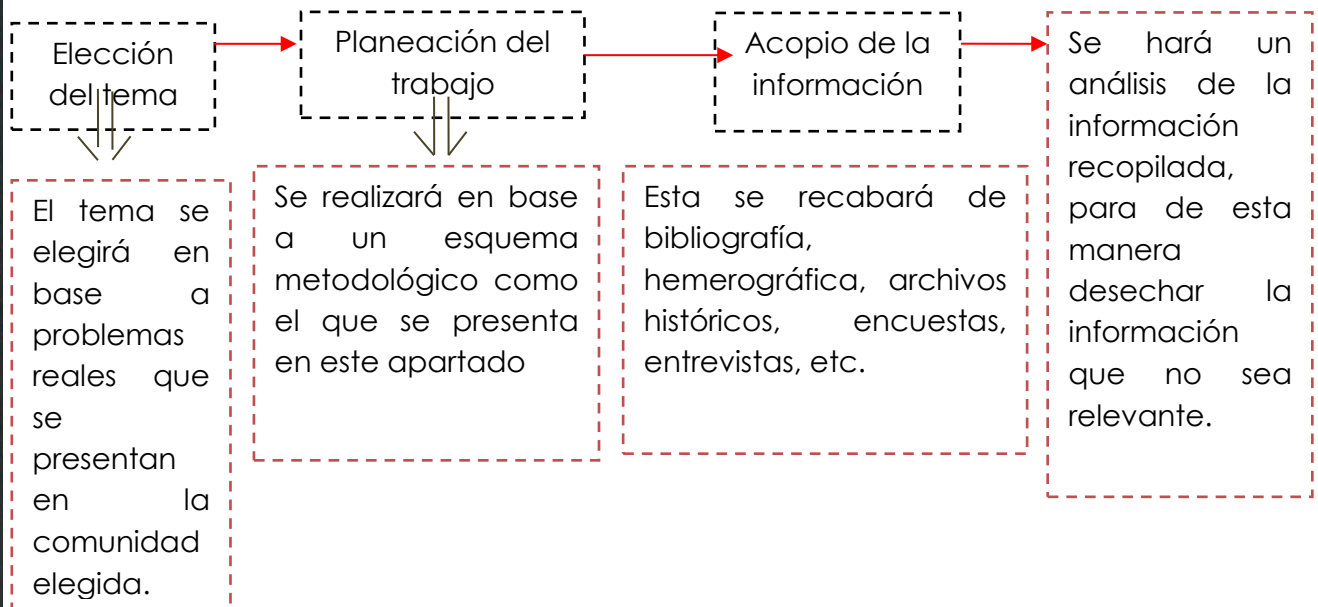 Elección
del tema
Planeación del
trabajo
Acopio de la
información
Se hará un
análisis de la
información
recopilada,
para de esta
manera
desechar la
información
que no sea
relevante.
El tema se
elegirá en
base a
problemas
reales que
se
presentan
en la
comunidad
elegida.
Se realizará en base
a un esquema
metodológico como
el que se presenta
en este apartado
Esta se recabará de
bibliografía,
hemerográfica, archivos
históricos, encuestas,
entrevistas, etc.